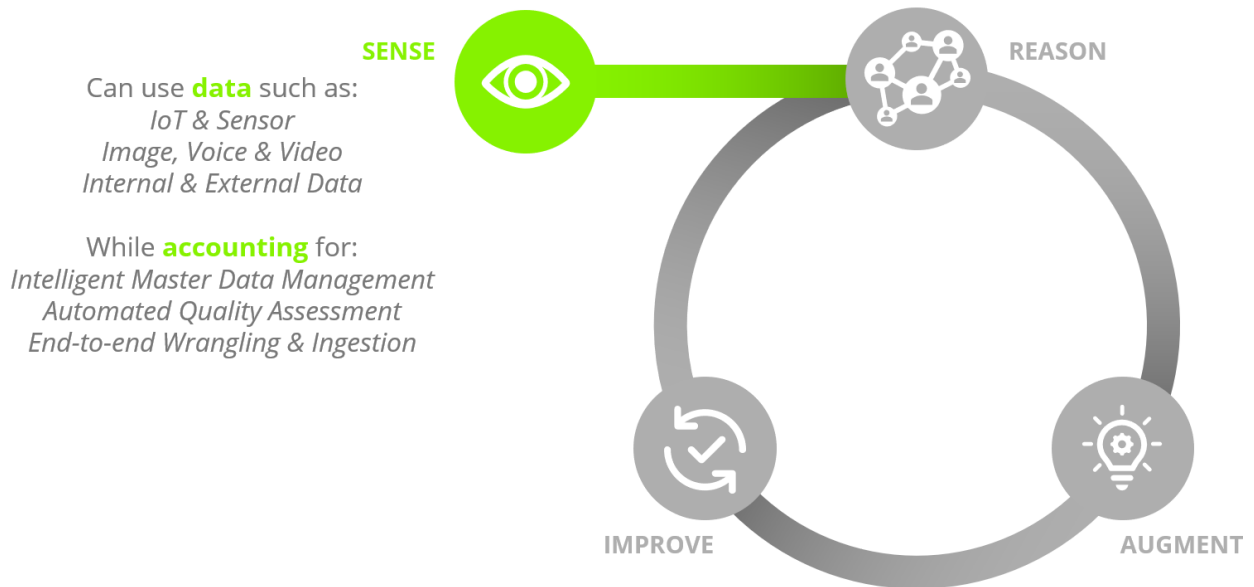 SENSE
Can use data such as:
IoT & Sensor
Image, Voice & Video
Internal & External Data
While accounting for:
Intelligent Master Data Management
Automated Quality Assessment
End-to-end Wrangling & Ingestion
REASON
IMPROVE
AUGMENT